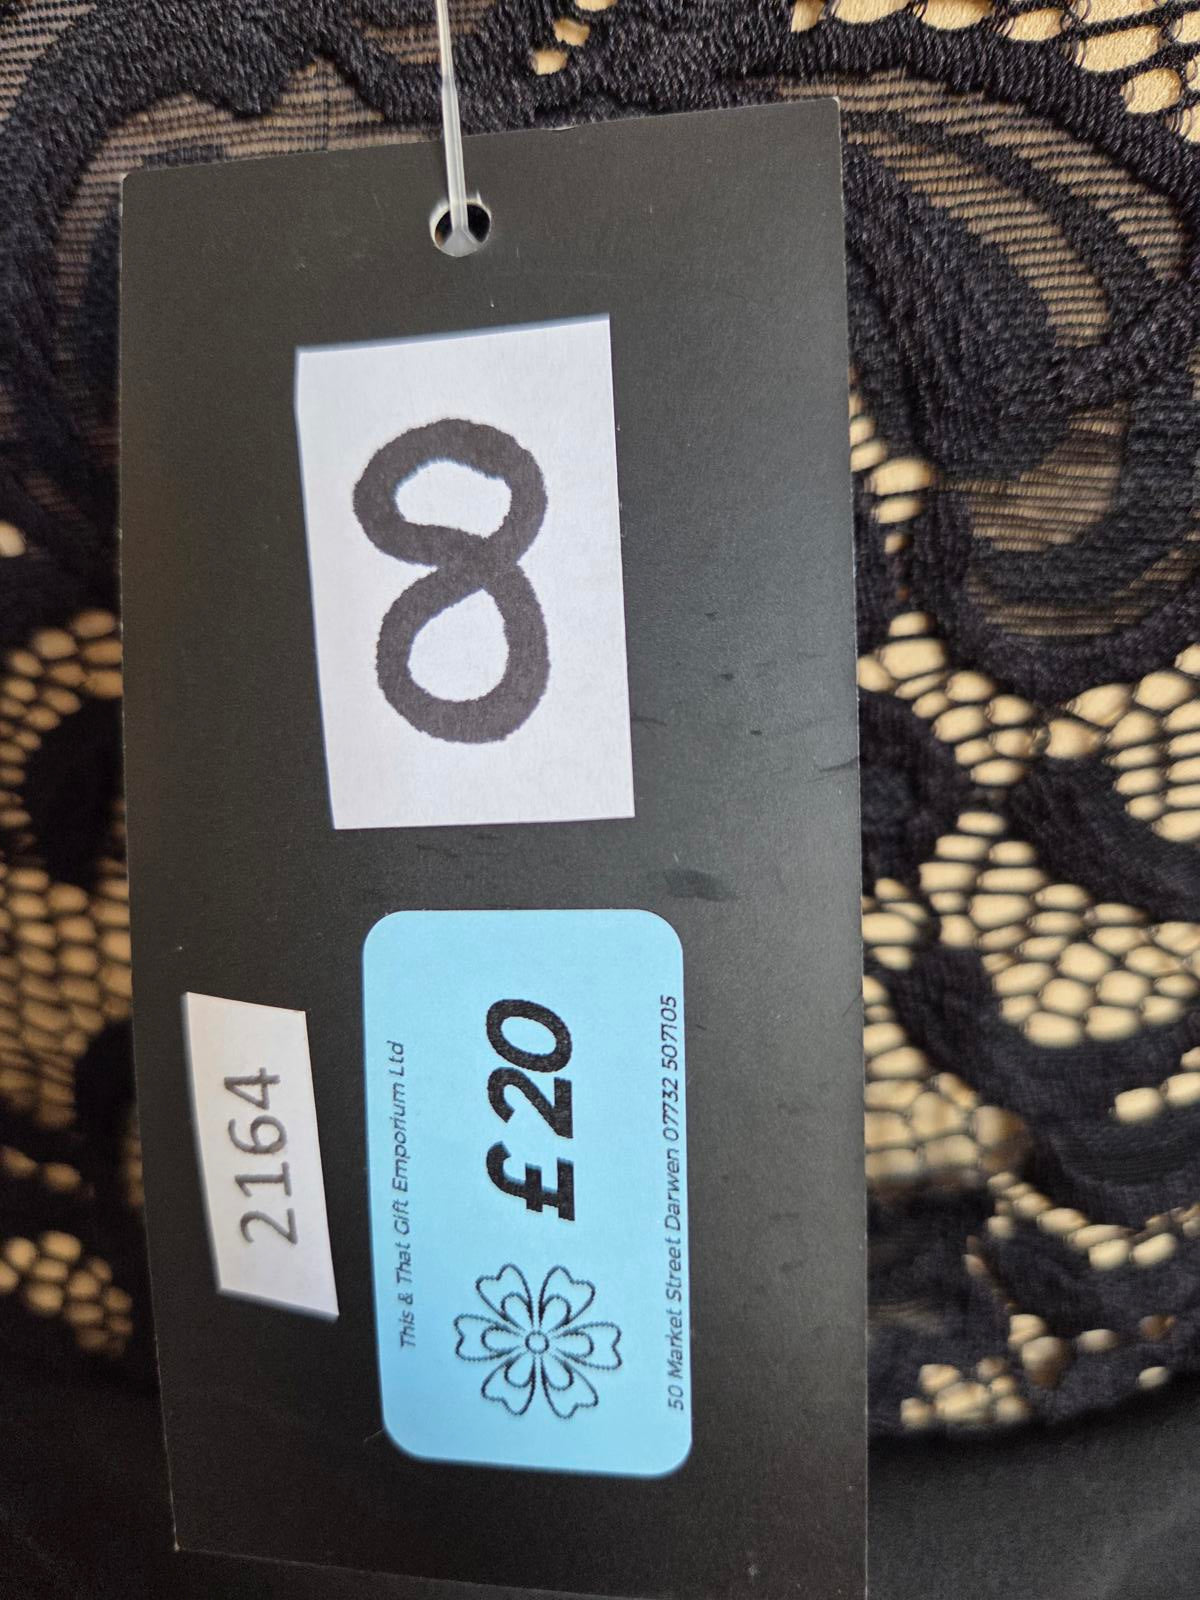 8
2164
This & That Gift Emporium Ltd
£20
50 Market Street Darwen 07732 507105